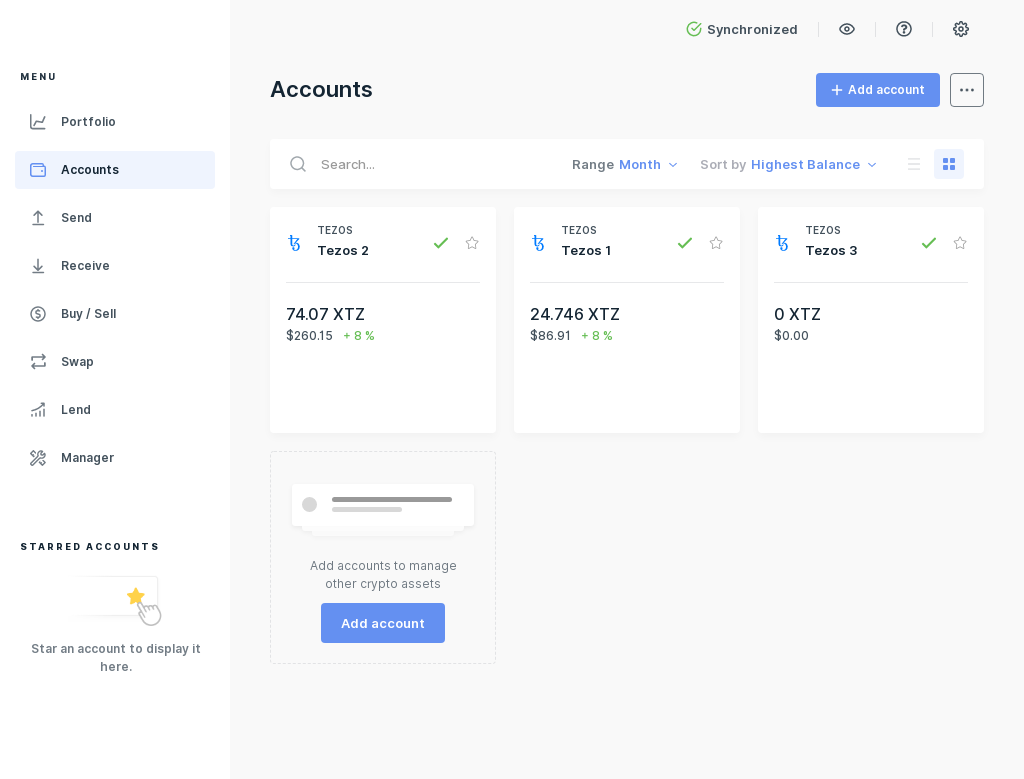 Synchronized
MENU
Portfolio
Accounts
Send
Receive
Buy / Sell
Swap
Lend
Manager
STARRED ACCOUNTS
Star an account to display it
here.
Accounts
Add account
Search...
Range Month
Sort by Highest Balance
TEZOS
Tezos 2
74.07 XTZ
$260.15 + 8 %
TEZOS
Tezos 1
24.746 XTZ
$86.91 + 8 %
TEZOS
Tezos 3
0 XTZ
$0.00
Add accounts to manage
other crypto assets
Add account